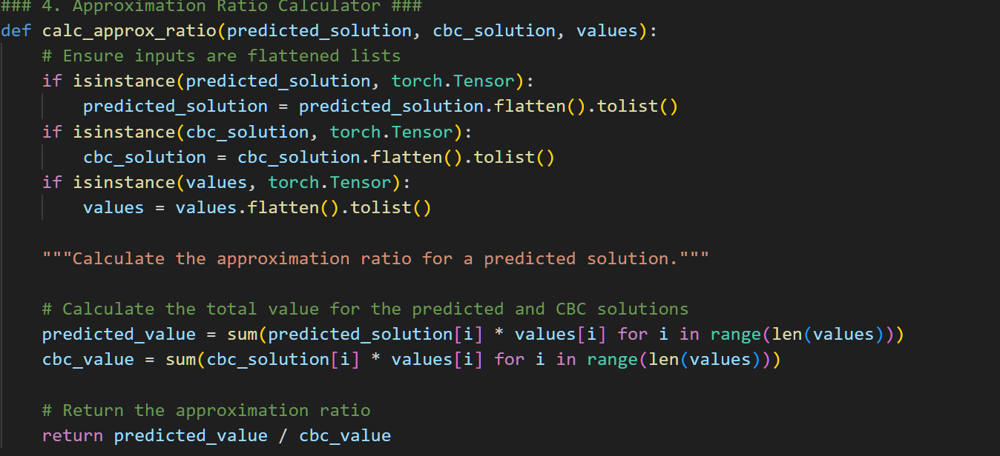 ### 4. Approximation Ratio Calculator ###
def calc_approx_ratio(predicted_solution, cbc_solution, values):
    # Ensure inputs are flattened lists
    if isinstance(predicted_solution, torch.Tensor):
        predicted_solution = predicted_solution.flatten().tolist()
    if isinstance(cbc_solution, torch.Tensor):
        cbc_solution = cbc_solution.flatten().tolist()
    if isinstance(values, torch.Tensor):
        values = values.flatten().tolist()
    """Calculate the approximation ratio for a predicted solution."""
    # Calculate the total value for the predicted and CBC solutions
    predicted_value = sum(predicted_solution[i] * values[i] for i in range(len(values)))
    cbc_value = sum(cbc_solution[i] * values[i] for i in range(len(values)))
    # Return the approximation ratio
    return predicted_value / cbc_value